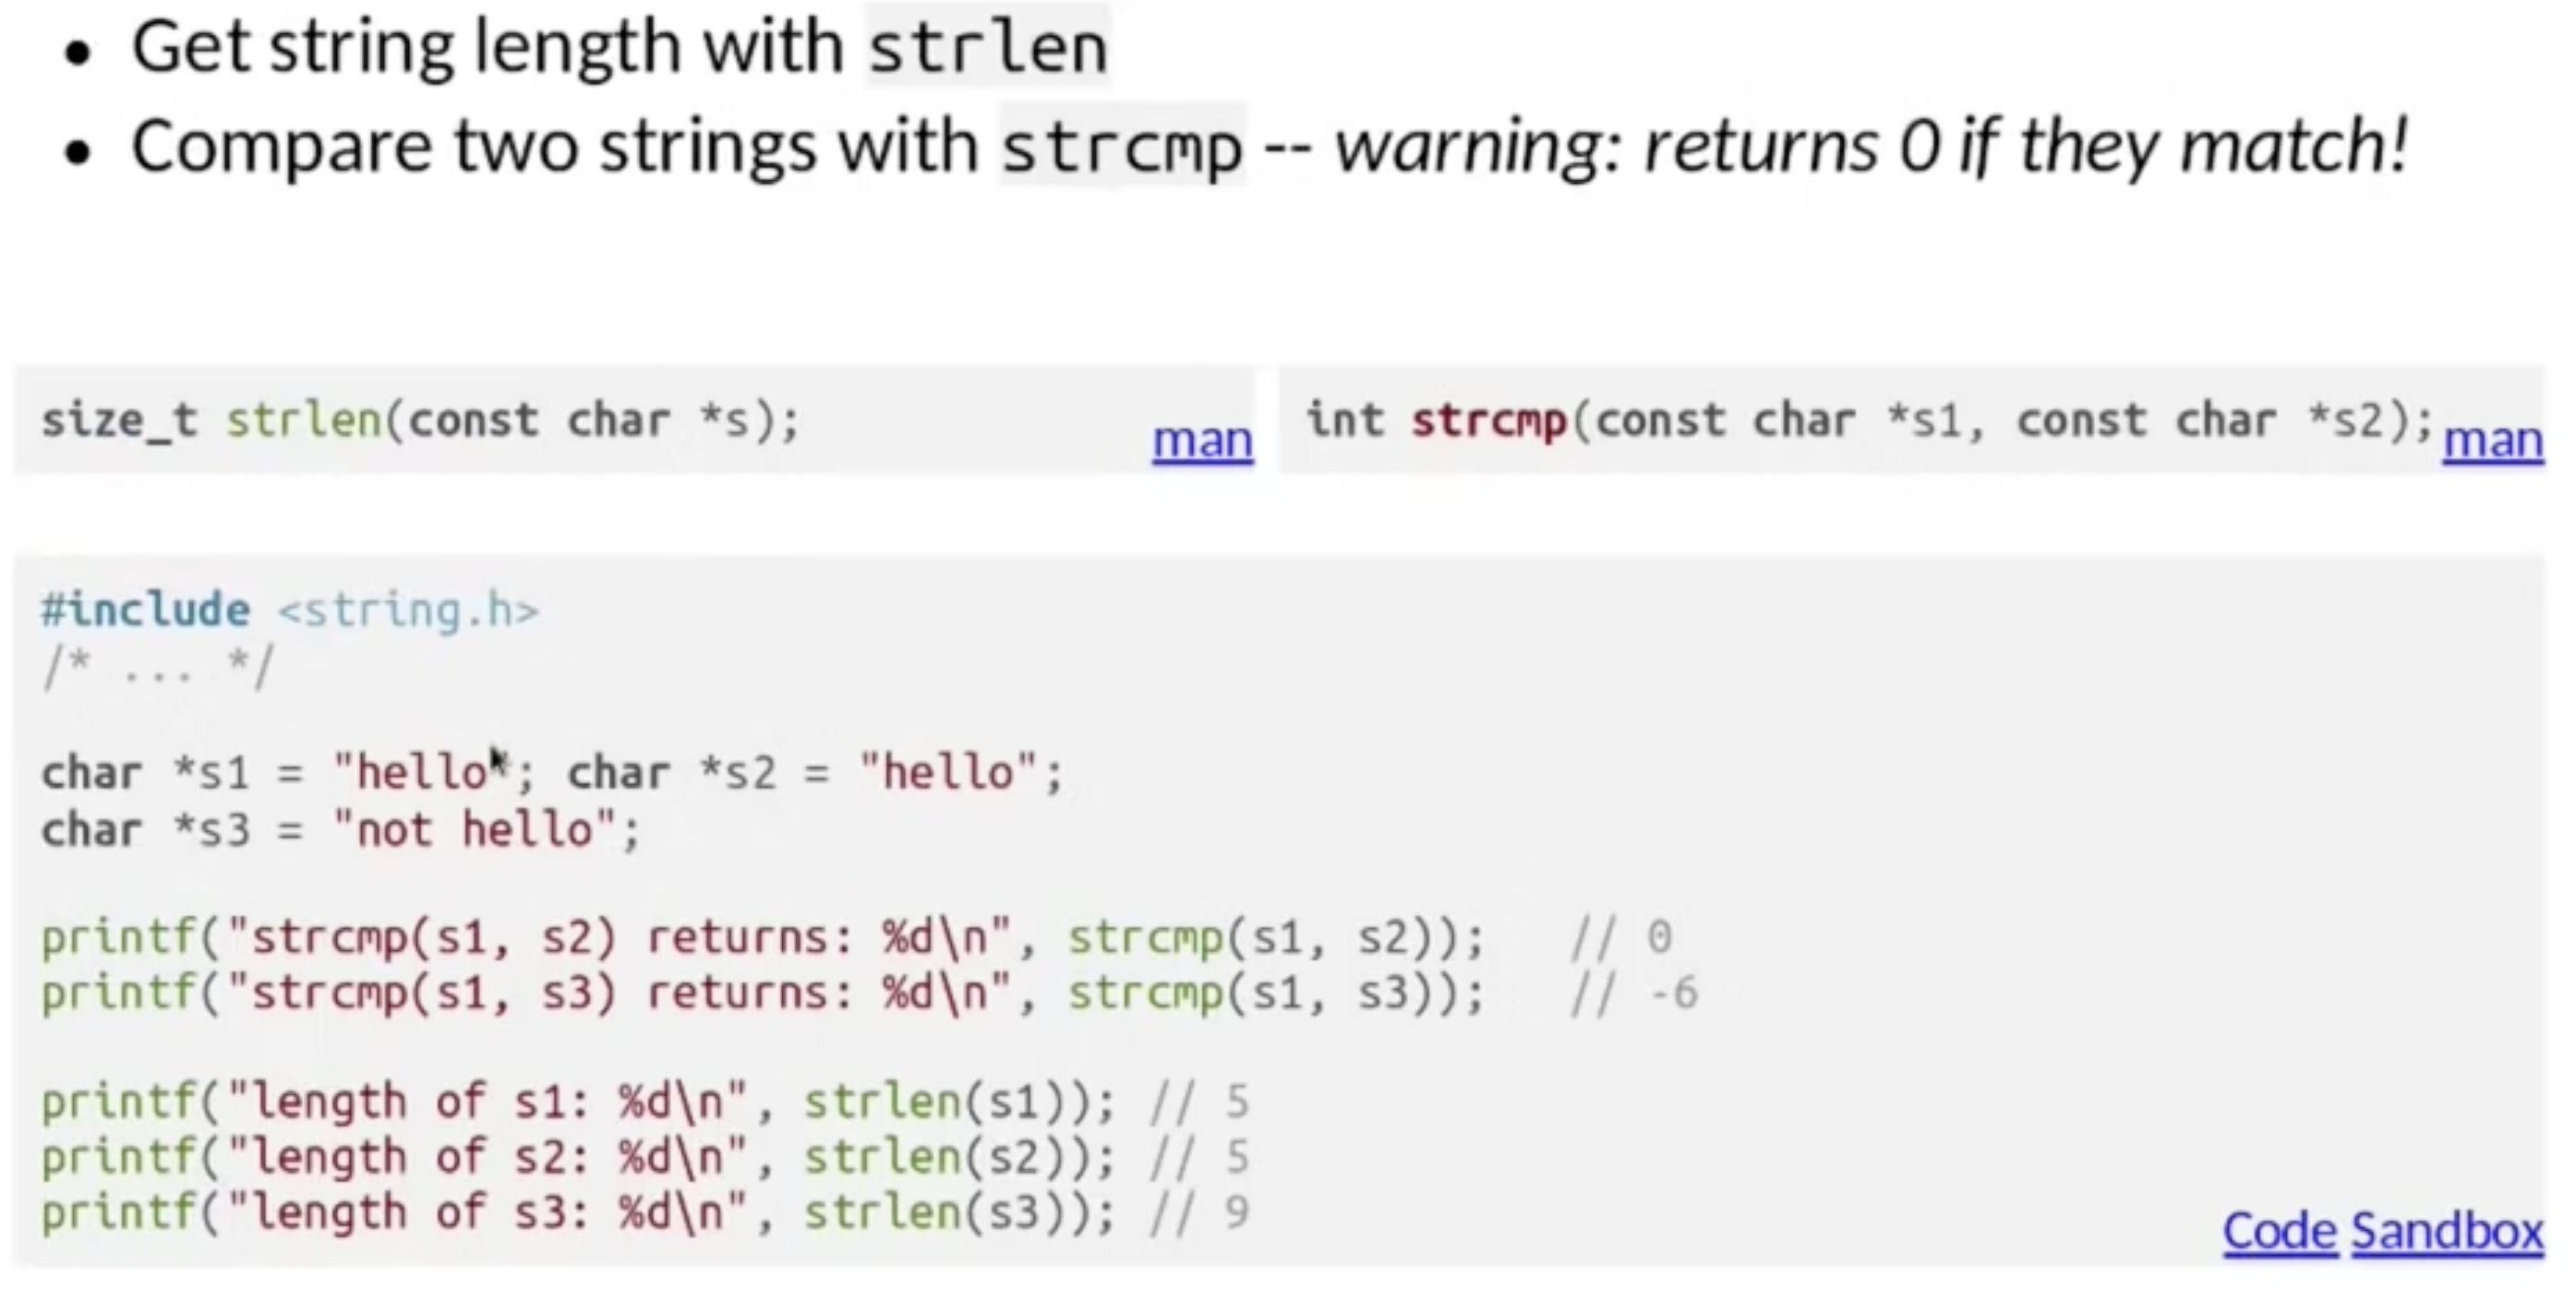 • Get string length with strlen
• Compare two strings with strcmp -- warning: returns 0 if they match!
size_t strlen(const char *s); man
int strcmp(const char *s1, const char *s2); man
#include <string.h>
/* ... */
char *s1 = "hello"; char *s2 = "hello";
char *s3 = "not hello";
printf("strcmp(s1, s2) returns: %d\n", strcmp(s1, s2)); // 0
printf("strcmp(s1, s3) returns: %d\n", strcmp(s1, s3)); // -6
printf("length of s1: %d\n", strlen(s1)); // 5
printf("length of s2: %d\n", strlen(s2)); // 5
printf("length of s3: %d\n", strlen(s3)); // 9
Code Sandbox